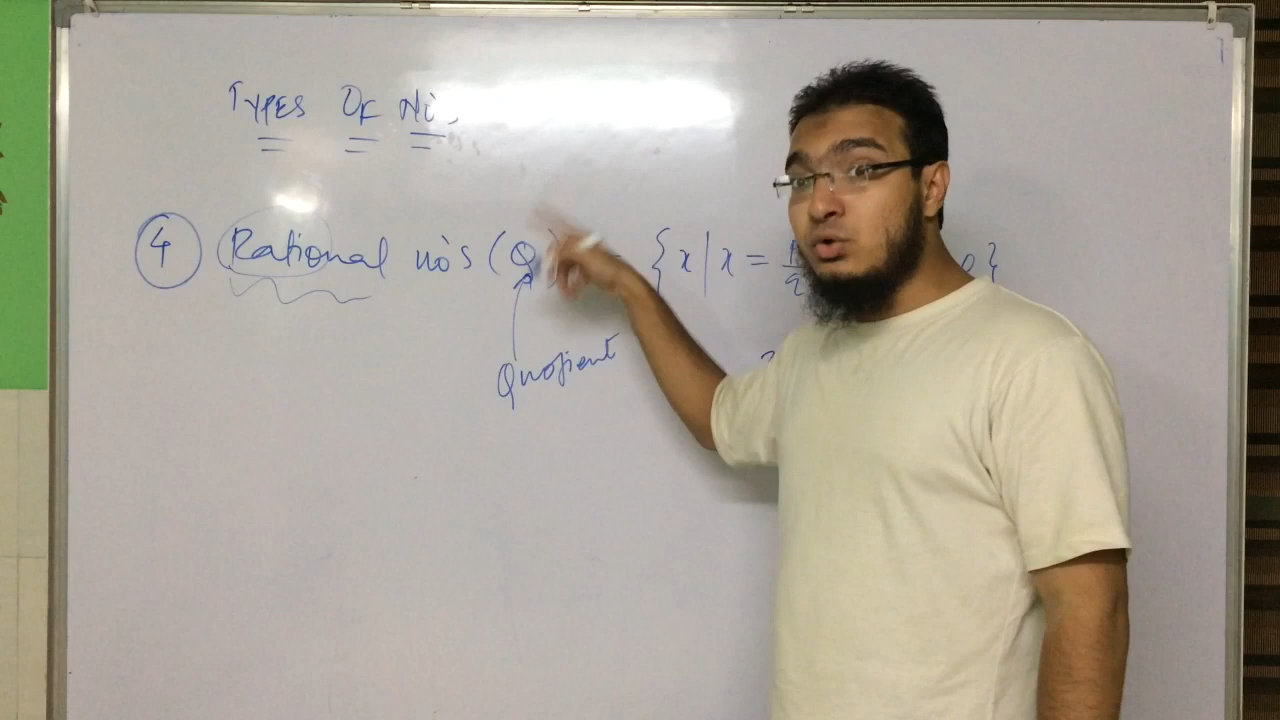 TYPES OF No.
4 Rational no's (Q) = {x | x = p/q 0}
Quotient